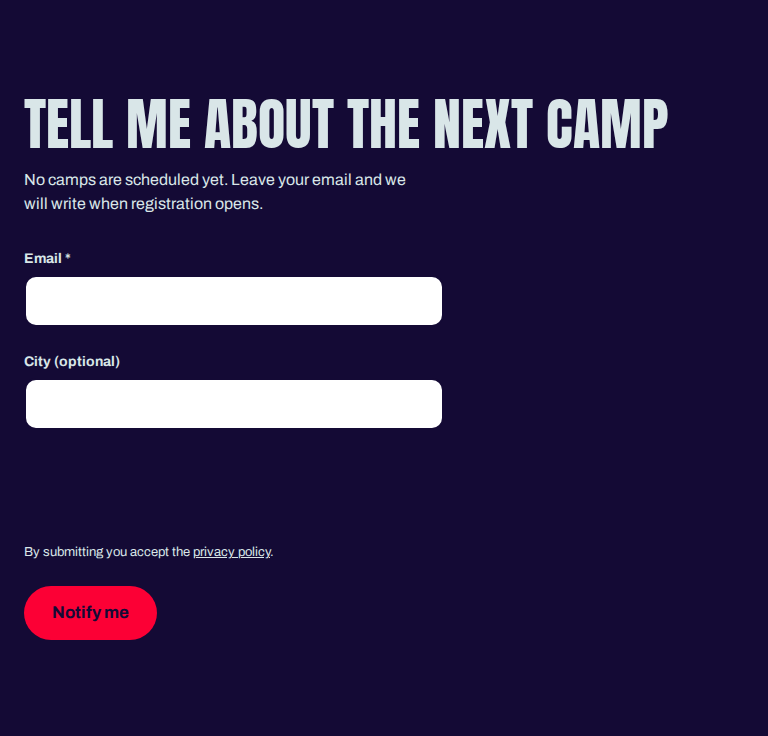 TELL ME ABOUT THE NEXT CAMP
No camps are scheduled yet. Leave your email and we
will write when registration opens.
Email *
City (optional)
By submitting you accept the privacy policy.
Notify me